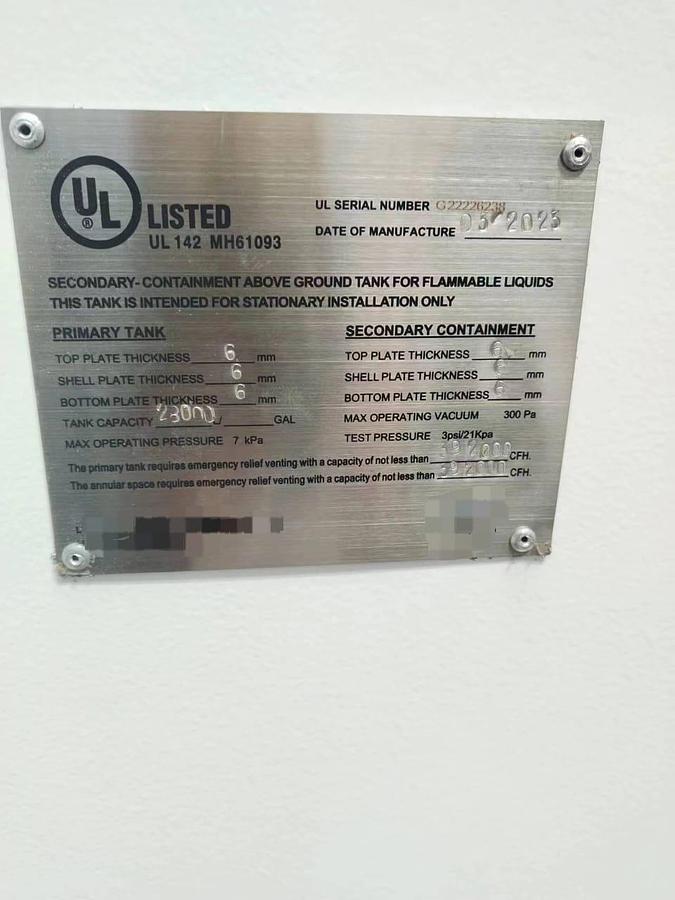 UL
®
LISTED
UL 142 MH61093
UL SERIAL NUMBER G22226238
DATE OF MANUFACTURE 03 2023
SECONDARY- CONTAINMENT ABOVE GROUND TANK FOR FLAMMABLE LIQUIDS
THIS TANK IS INTENDED FOR STATIONARY INSTALLATION ONLY
PRIMARY TANK
TOP PLATE THICKNESS 6 mm
SHELL PLATE THICKNESS 6 mm
BOTTOM PLATE THICKNESS 6 mm
TANK CAPACITY GAL
MAX OPERATING PRESSURE 7 kPa
SECONDARY CONTAINMENT
TOP PLATE THICKNESS 6 mm
SHELL PLATE THICKNESS 6 mm
BOTTOM PLATE THICKNESS 6 mm
MAX OPERATING VACUUM 300 Pa
TEST PRESSURE 3psi/21Kpa
The primary tank requires emergency relief venting with a capacity of not less than CFH.
The annular space requires emergency relief venting with a capacity of not less than CFH.